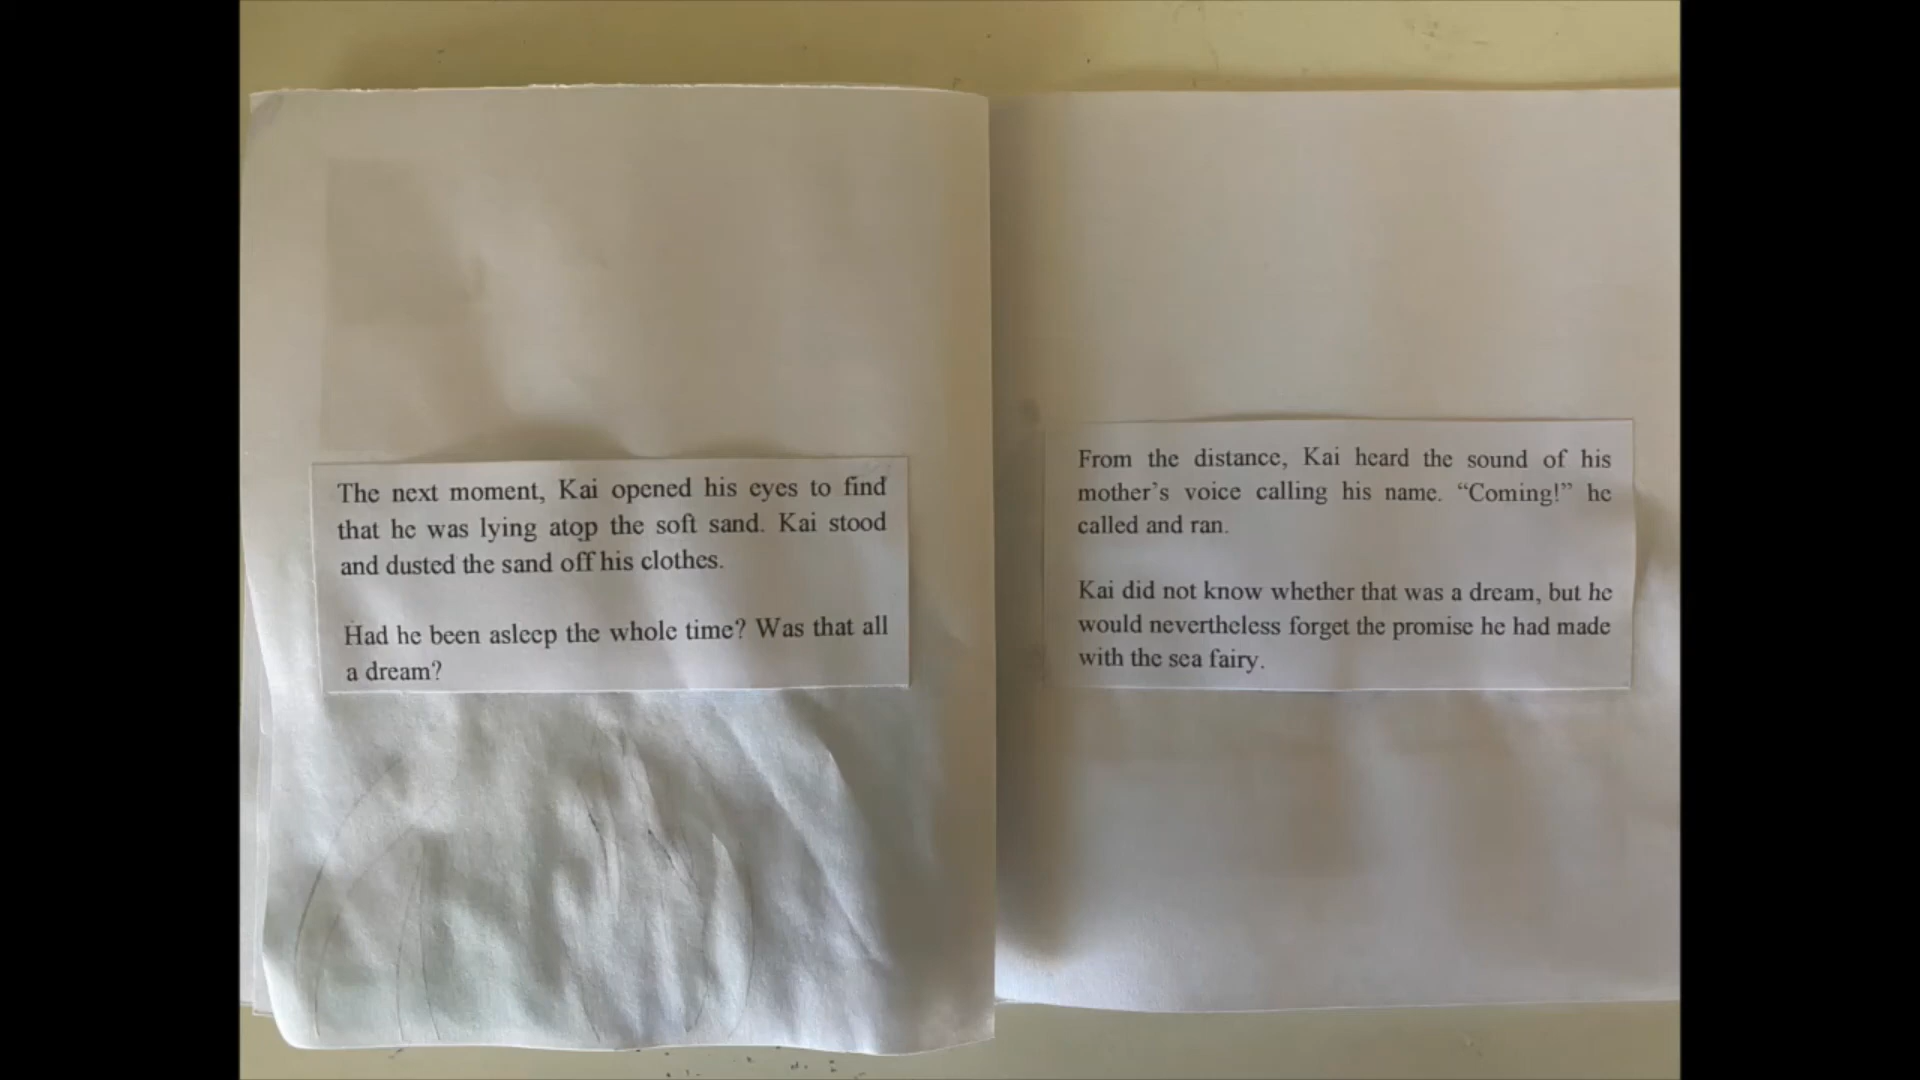 The next moment, Kai opened his eyes to find
that he was lying atop the soft sand. Kai stood
and dusted the sand off his clothes.
Had he been asleep the whole time? Was that all
a dream?
From the distance, Kai heard the sound of his
mother's voice calling his name. “Coming!” he
called and ran.
Kai did not know whether that was a dream, but he
would nevertheless forget the promise he had made
with the sea fairy.